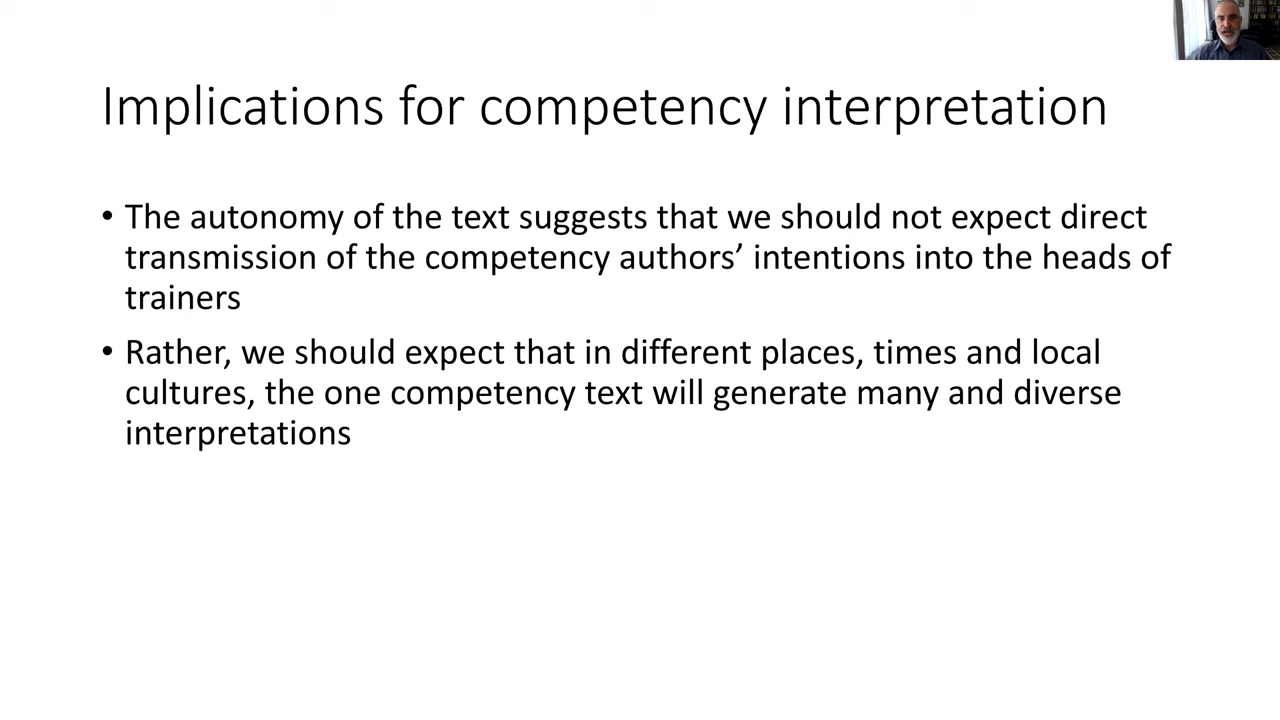 Implications for competency interpretation
• The autonomy of the text suggests that we should not expect direct
transmission of the competency authors’ intentions into the heads of
trainers
• Rather, we should expect that in different places, times and local
cultures, the one competency text will generate many and diverse
interpretations